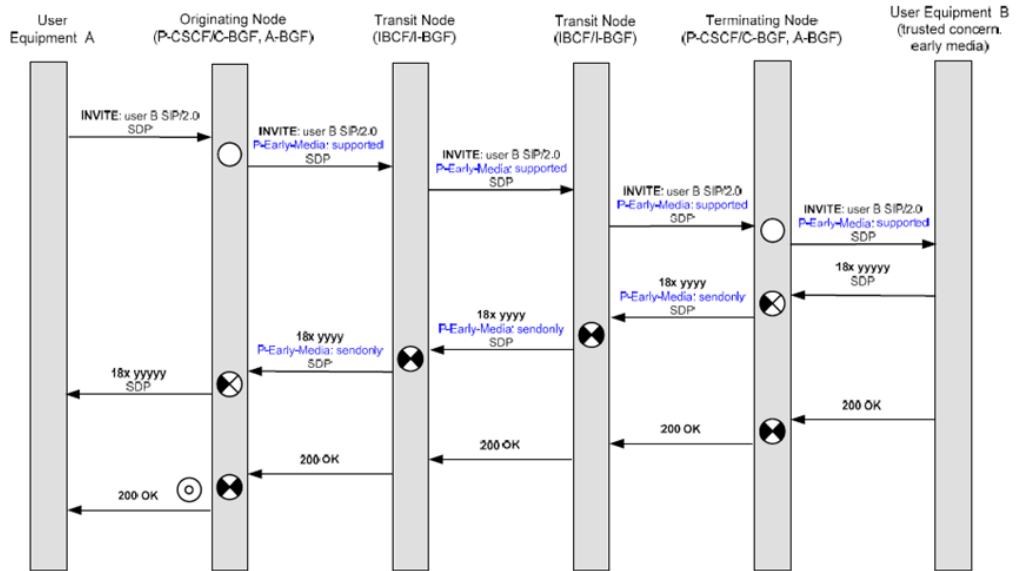 User
Equipment A
Originating Node
(P-CSCF/C-BGF, A-BGF)
Transit Node
(IBCF/I-BGF)
Transit Node
(IBCF/I-BGF)
Terminating Node
(P-CSCF/C-BGF, A-BGF)
User Equipment B
(trusted concern.
early media)
INVITE: user B SIP/2.0
SDP
INVITE: user B SIP/2.0
P-Early-Media: supported
SDP
INVITE: user B SIP/2.0
P-Early-Media: supported
SDP
INVITE: user B SIP/2.0
P-Early-Media: supported
SDP
INVITE: user B SIP/2.0
P-Early-Media: supported
SDP
18x yyyyy
SDP
18x yyyy
P-Early-Media: sendonly
SDP
18x yyyy
P-Early-Media: sendonly
SDP
18x yyyy
P-Early-Media: sendonly
SDP
18x yyyyy
SDP
200 OK
200 OK
200 OK
200 OK
200 OK